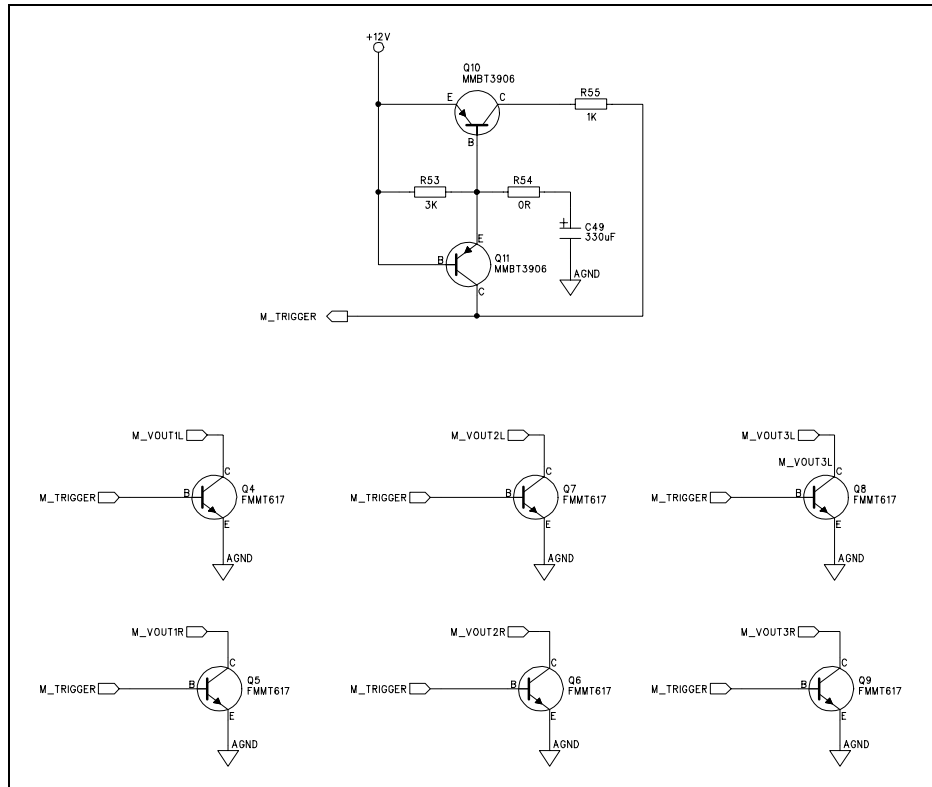 +12V
Q10
MMBT3906
E
C
B
R55
1K
R53
3K
R54
0R
C49
330uF
+
AGND
E
B
Q11
MMBT3906
C
M_TRIGGER
M_VOUT1L
C
Q4
FMMT617
M_TRIGGER
B
E
AGND
M_VOUT2L
C
Q7
FMMT617
M_TRIGGER
B
E
AGND
M_VOUT3L
M_VOUT3L
C
Q8
FMMT617
M_TRIGGER
B
E
AGND
M_VOUT1R
C
Q5
FMMT617
M_TRIGGER
B
E
AGND
M_VOUT2R
C
Q6
FMMT617
M_TRIGGER
B
E
AGND
M_VOUT3R
C
Q9
FMMT617
M_TRIGGER
B
E
AGND